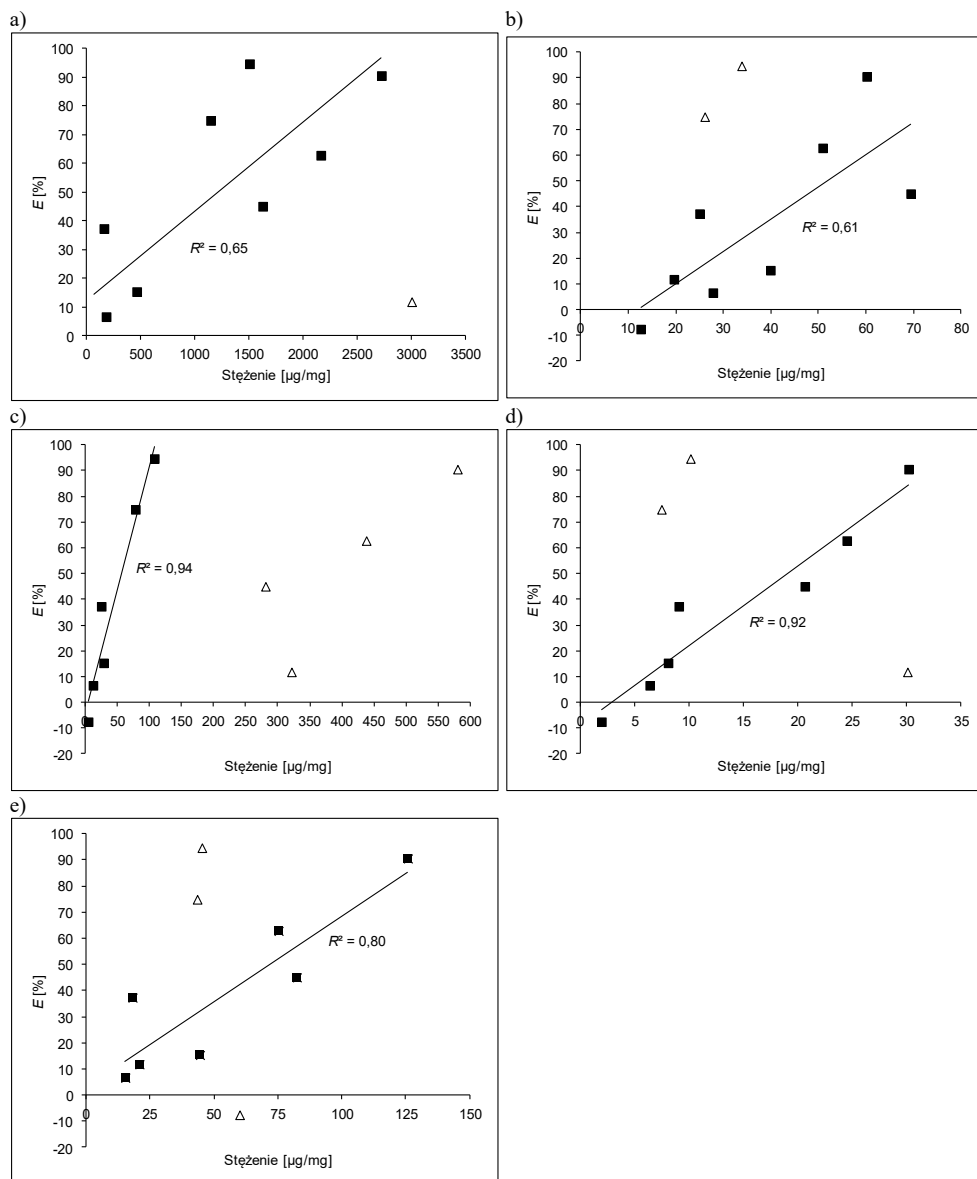 a)
100
90
80
70
60
50
40
30
20
10
0
E [%]
R² = 0,65
0 500 1000 1500 2000 2500 3000 3500
Stężenie [µg/mg]
b)
100
90
80
70
60
50
40
30
20
10
0
-10
-20
E [%]
R² = 0,61
0 10 20 30 40 50 60 70 80
Stężenie [µg/mg]
c)
100
90
80
70
60
50
40
30
20
10
0
-10
-20
E [%]
R² = 0,94
0 50 100 150 200 250 300 350 400 450 500 550 600
Stężenie [µg/mg]
d)
100
90
80
70
60
50
40
30
20
10
0
-10
-20
E [%]
R² = 0,92
0 5 10 15 20 25 30 35
Stężenie [µg/mg]
e)
100
90
80
70
60
50
40
30
20
10
0
-10
-20
E [%]
R² = 0,80
0 25 50 75 100 125 150
Stężenie [µg/mg]